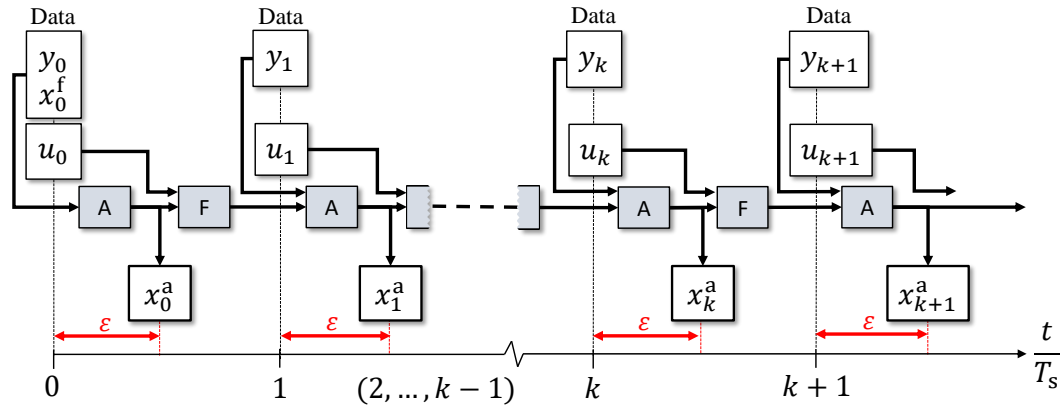 Data Data Data Data
y₀ y₁ yₖ yₖ₊₁
x₀ᶠ
u₀ u₁ uₖ uₖ₊₁
A F A A F A
x₀ᵃ x₁ᵃ xₖᵃ xₖ₊₁ᵃ
ε ε ε ε
0 1 (2, ..., k − 1) k k + 1
t
Tₛ